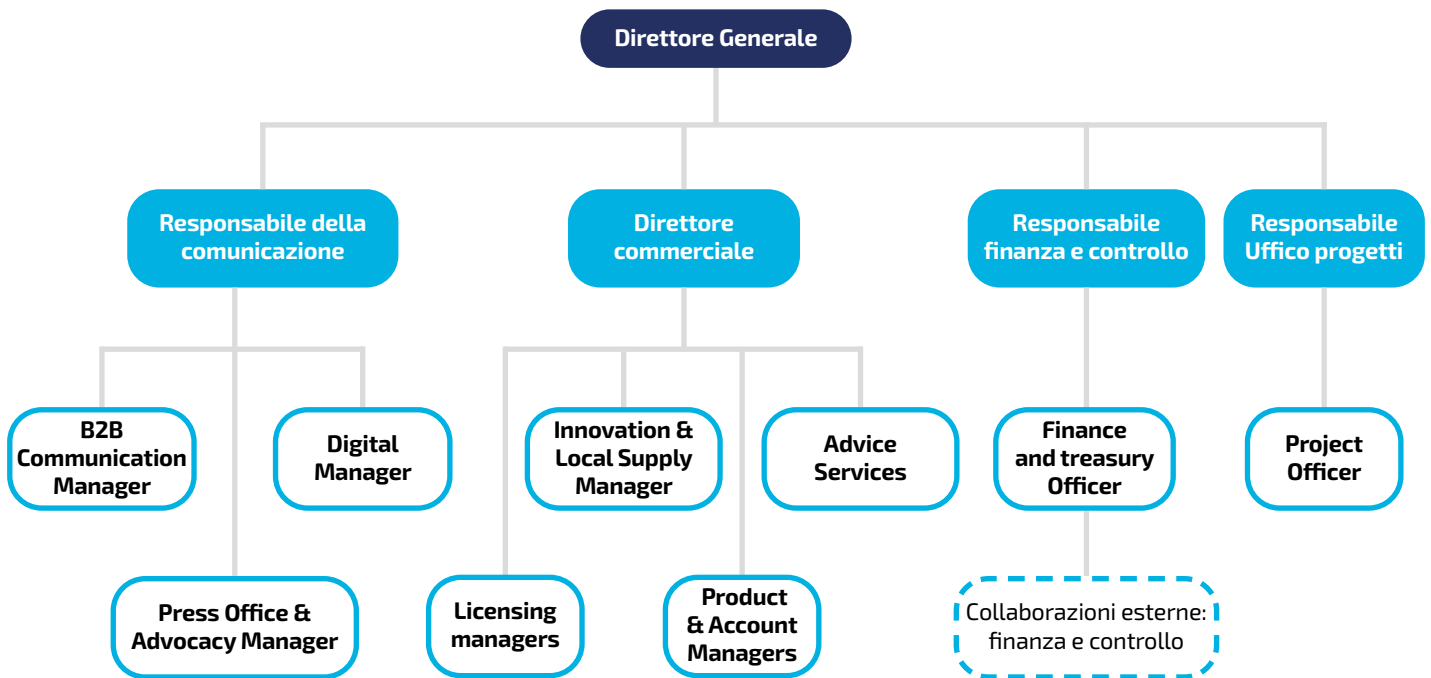 Direttore Generale
Responsabile della
comunicazione
Direttore
commerciale
Responsabile
finanza e controllo
Responsabile
Uffico progetti
B2B
Communication
Manager
Digital
Manager
Innovation &
Local Supply
Manager
Advice
Services
Finance
and treasury
Officer
Project
Officer
Press Office &
Advocacy Manager
Licensing
managers
Product
& Account
Managers
Collaborazioni esterne:
finanza e controllo